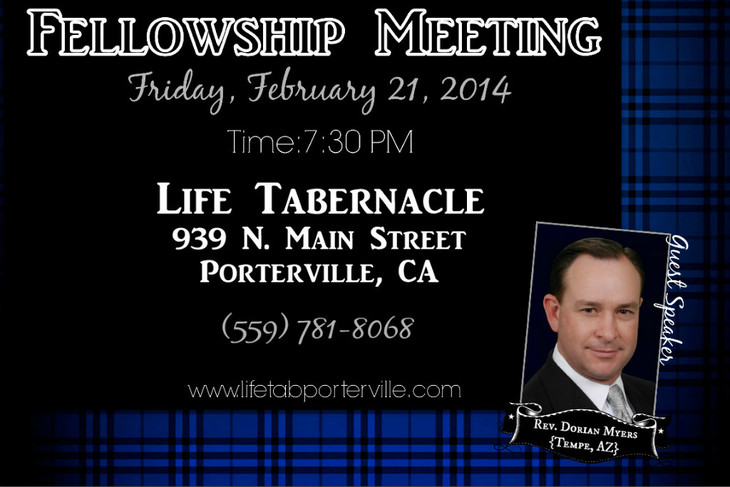 Fellowship Meeting
Friday, February 21, 2014
Time:7:30 PM
Life Tabernacle
939 N. Main Street
Porterville, CA
(559) 781-8068
www.lifetabporterville.com
Guest Speaker
Rev. Dorian Myers
{Tempe, AZ}